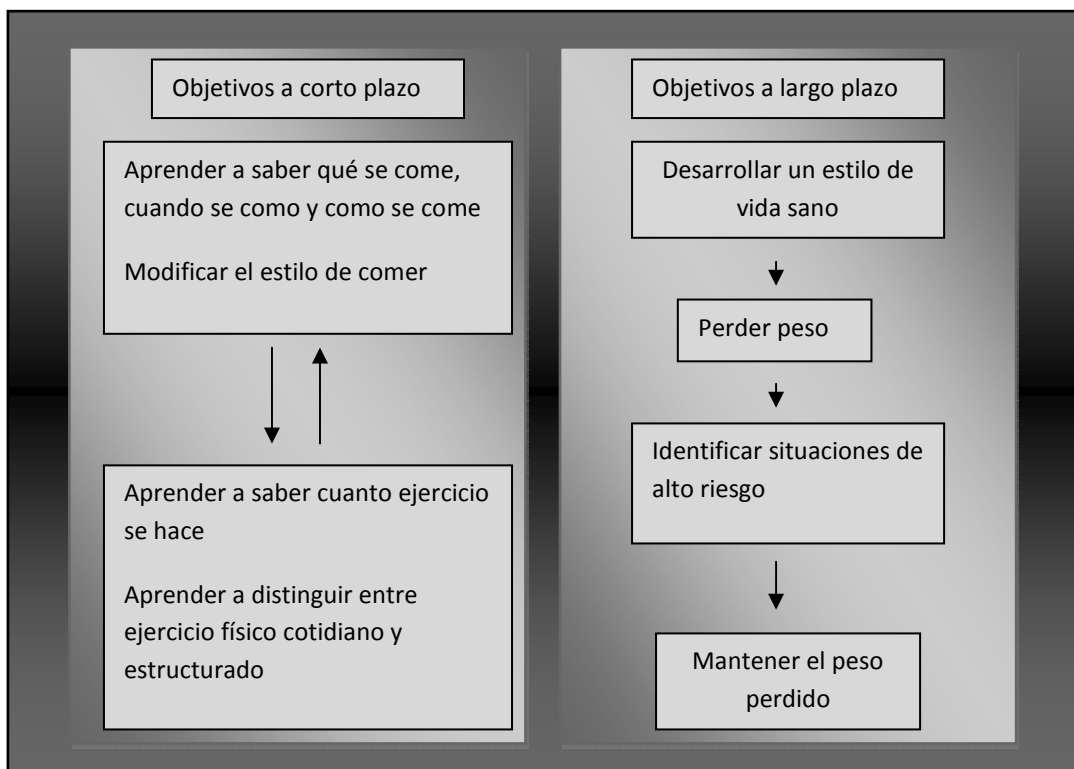 Objetivos a corto plazo
Aprender a saber qué se come,
cuando se como y como se come
Modificar el estilo de comer
Aprender a saber cuanto ejercicio
se hace
Aprender a distinguir entre
ejercicio físico cotidiano y
estructurado
Objetivos a largo plazo
Desarrollar un estilo de
vida sano
Perder peso
Identificar situaciones de
alto riesgo
Mantener el peso
perdido